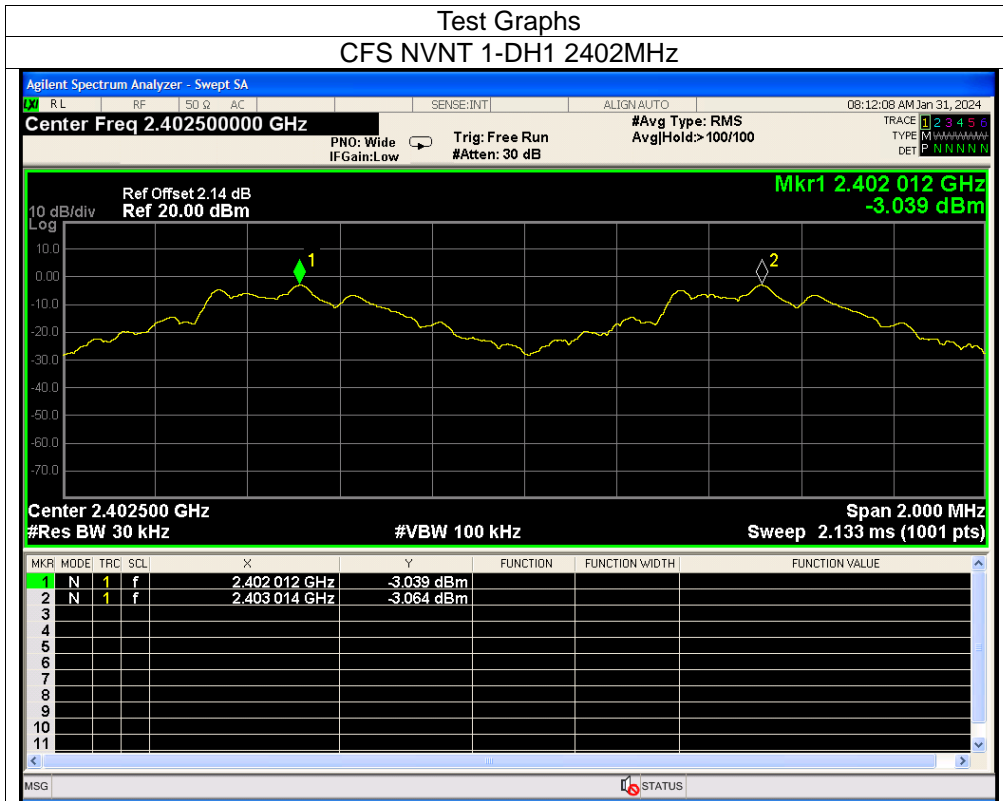 Test Graphs
CFS NVNT 1-DH1 2402MHz
Agilent Spectrum Analyzer - Swept SA
LXI RL RF 50 Ω AC SENSE:INT ALIGN AUTO 08:12:08 AM Jan 31, 2024
Center Freq 2.402500000 GHz #Avg Type: RMS TRACE 1 2 3 4 5 6
PNO: Wide Trig: Free Run Avg|Hold:>100/100 TYPE M WWWWW
IFGain:Low #Atten: 30 dB DET P N N N N N
Mkr1 2.402 012 GHz
Ref Offset 2.14 dB
10 dB/div Ref 20.00 dBm -3.039 dBm
Log
10.0
1 2
0.00
-10.0
-20.0
-30.0
-40.0
-50.0
-60.0
-70.0
Center 2.402500 GHz Span 2.000 MHz
#Res BW 30 kHz #VBW 100 kHz Sweep 2.133 ms (1001 pts)
MKR MODE TRC SCL X Y FUNCTION FUNCTION WIDTH FUNCTION VALUE
1 N 1 f 2.402 012 GHz -3.039 dBm
2 N 1 f 2.403 014 GHz -3.064 dBm
3
4
5
6
7
8
9
10
11
MSG STATUS